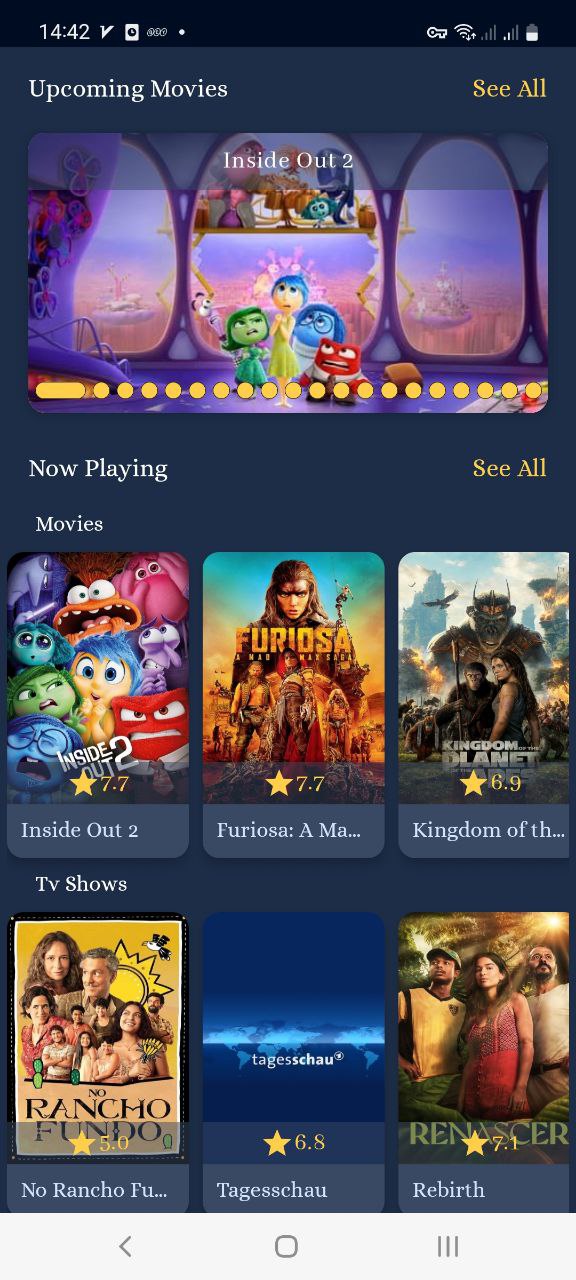 14:42
Upcoming Movies See All
Inside Out 2
Now Playing See All
Movies
FURIOSA
A MAD MAX SAGA
INSIDE
OUT 2
KINGDOM OF THE
PLANET
7.7 7.7 6.9
Inside Out 2 Furiosa: A Ma... Kingdom of th...
Tv Shows
tagesschau
NO
RANCHO
FUNDO
RENASCER
5.0 6.8 7.1
No Rancho Fu... Tagesschau Rebirth